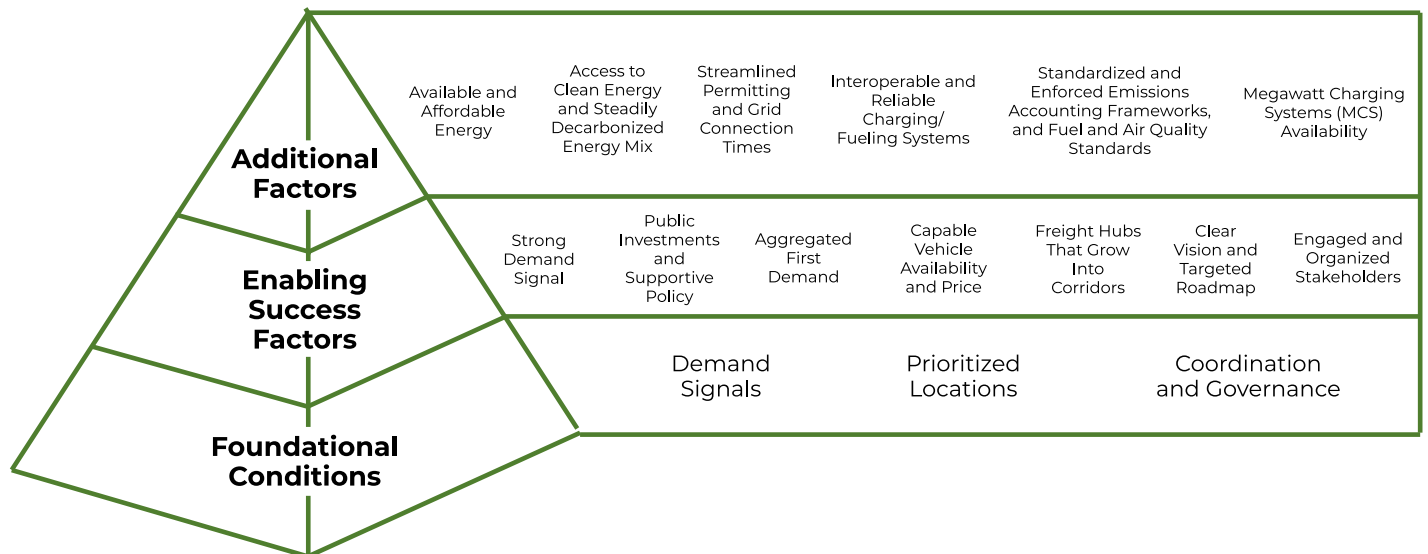 Additional
Factors
Available and
Affordable
Energy
Access to
Clean Energy
and Steadily
Decarbonized
Energy Mix
Streamlined
Permitting
and Grid
Connection
Times
Interoperable and
Reliable
Charging/
Fueling Systems
Standardized and
Enforced Emissions
Accounting Frameworks,
and Fuel and Air Quality
Standards
Megawatt Charging
Systems (MCS)
Availability
Enabling
Success
Factors
Strong
Demand
Signal
Public
Investments
and
Supportive
Policy
Aggregated
First
Demand
Capable
Vehicle
Availability
and Price
Freight Hubs
That Grow
Into
Corridors
Clear
Vision and
Targeted
Roadmap
Engaged and
Organized
Stakeholders
Foundational
Conditions
Demand
Signals
Prioritized
Locations
Coordination
and Governance